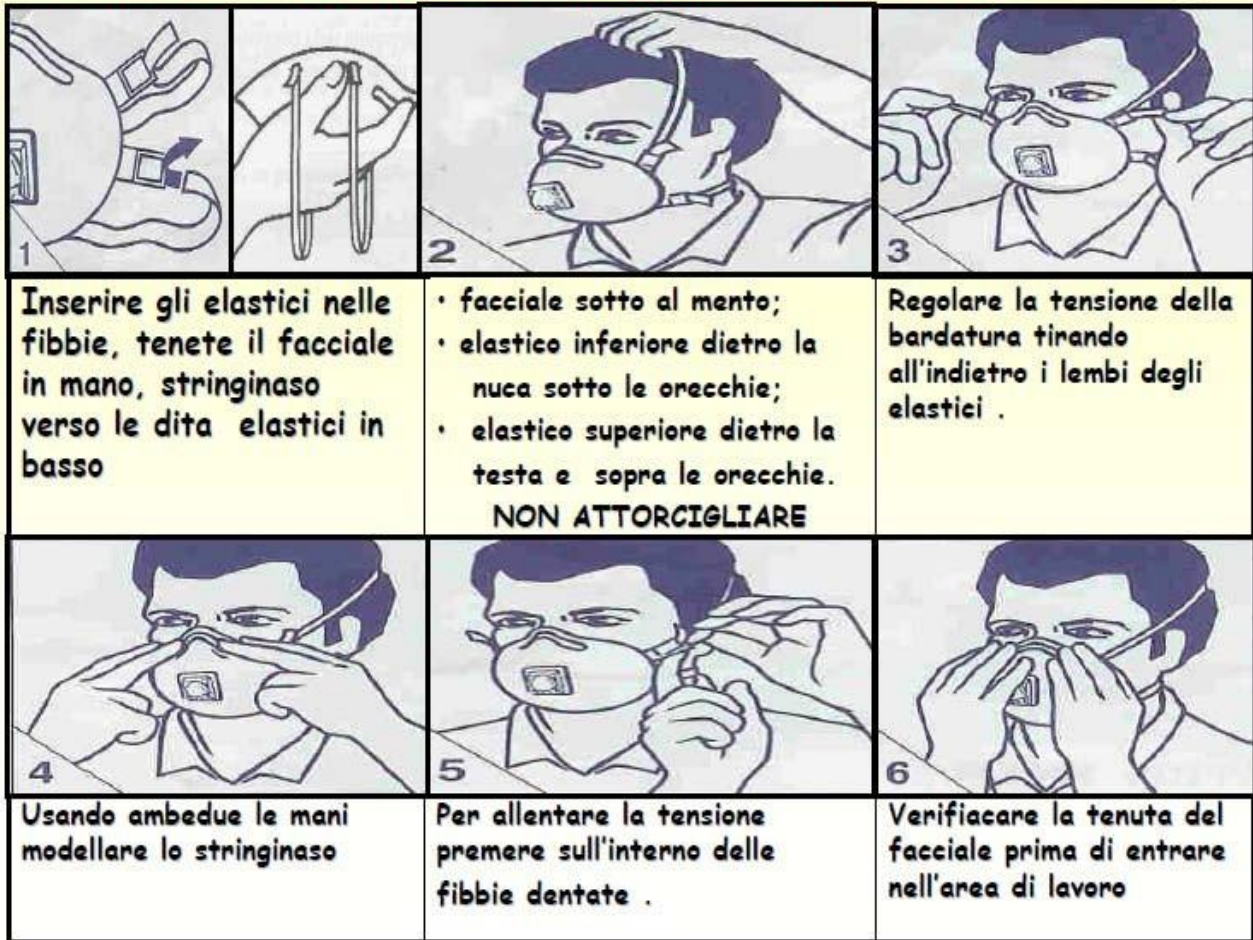 1
2
3
Inserire gli elastici nelle
fibbie, tenete il facciale
in mano, stringinaso
verso le dita elastici in
basso
• facciale sotto al mento;
• elastico inferiore dietro la
nuca sotto le orecchie;
• elastico superiore dietro la
testa e sopra le orecchie.
NON ATTORCIGLIARE
Regolare la tensione della
bardatura tirando
all'indietro i lembi degli
elastici .
4
5
6
Usando ambedue le mani
modellare lo stringinaso
Per allentare la tensione
premere sull'interno delle
fibbie dentate .
Verifiacare la tenuta del
facciale prima di entrare
nell'area di lavoro